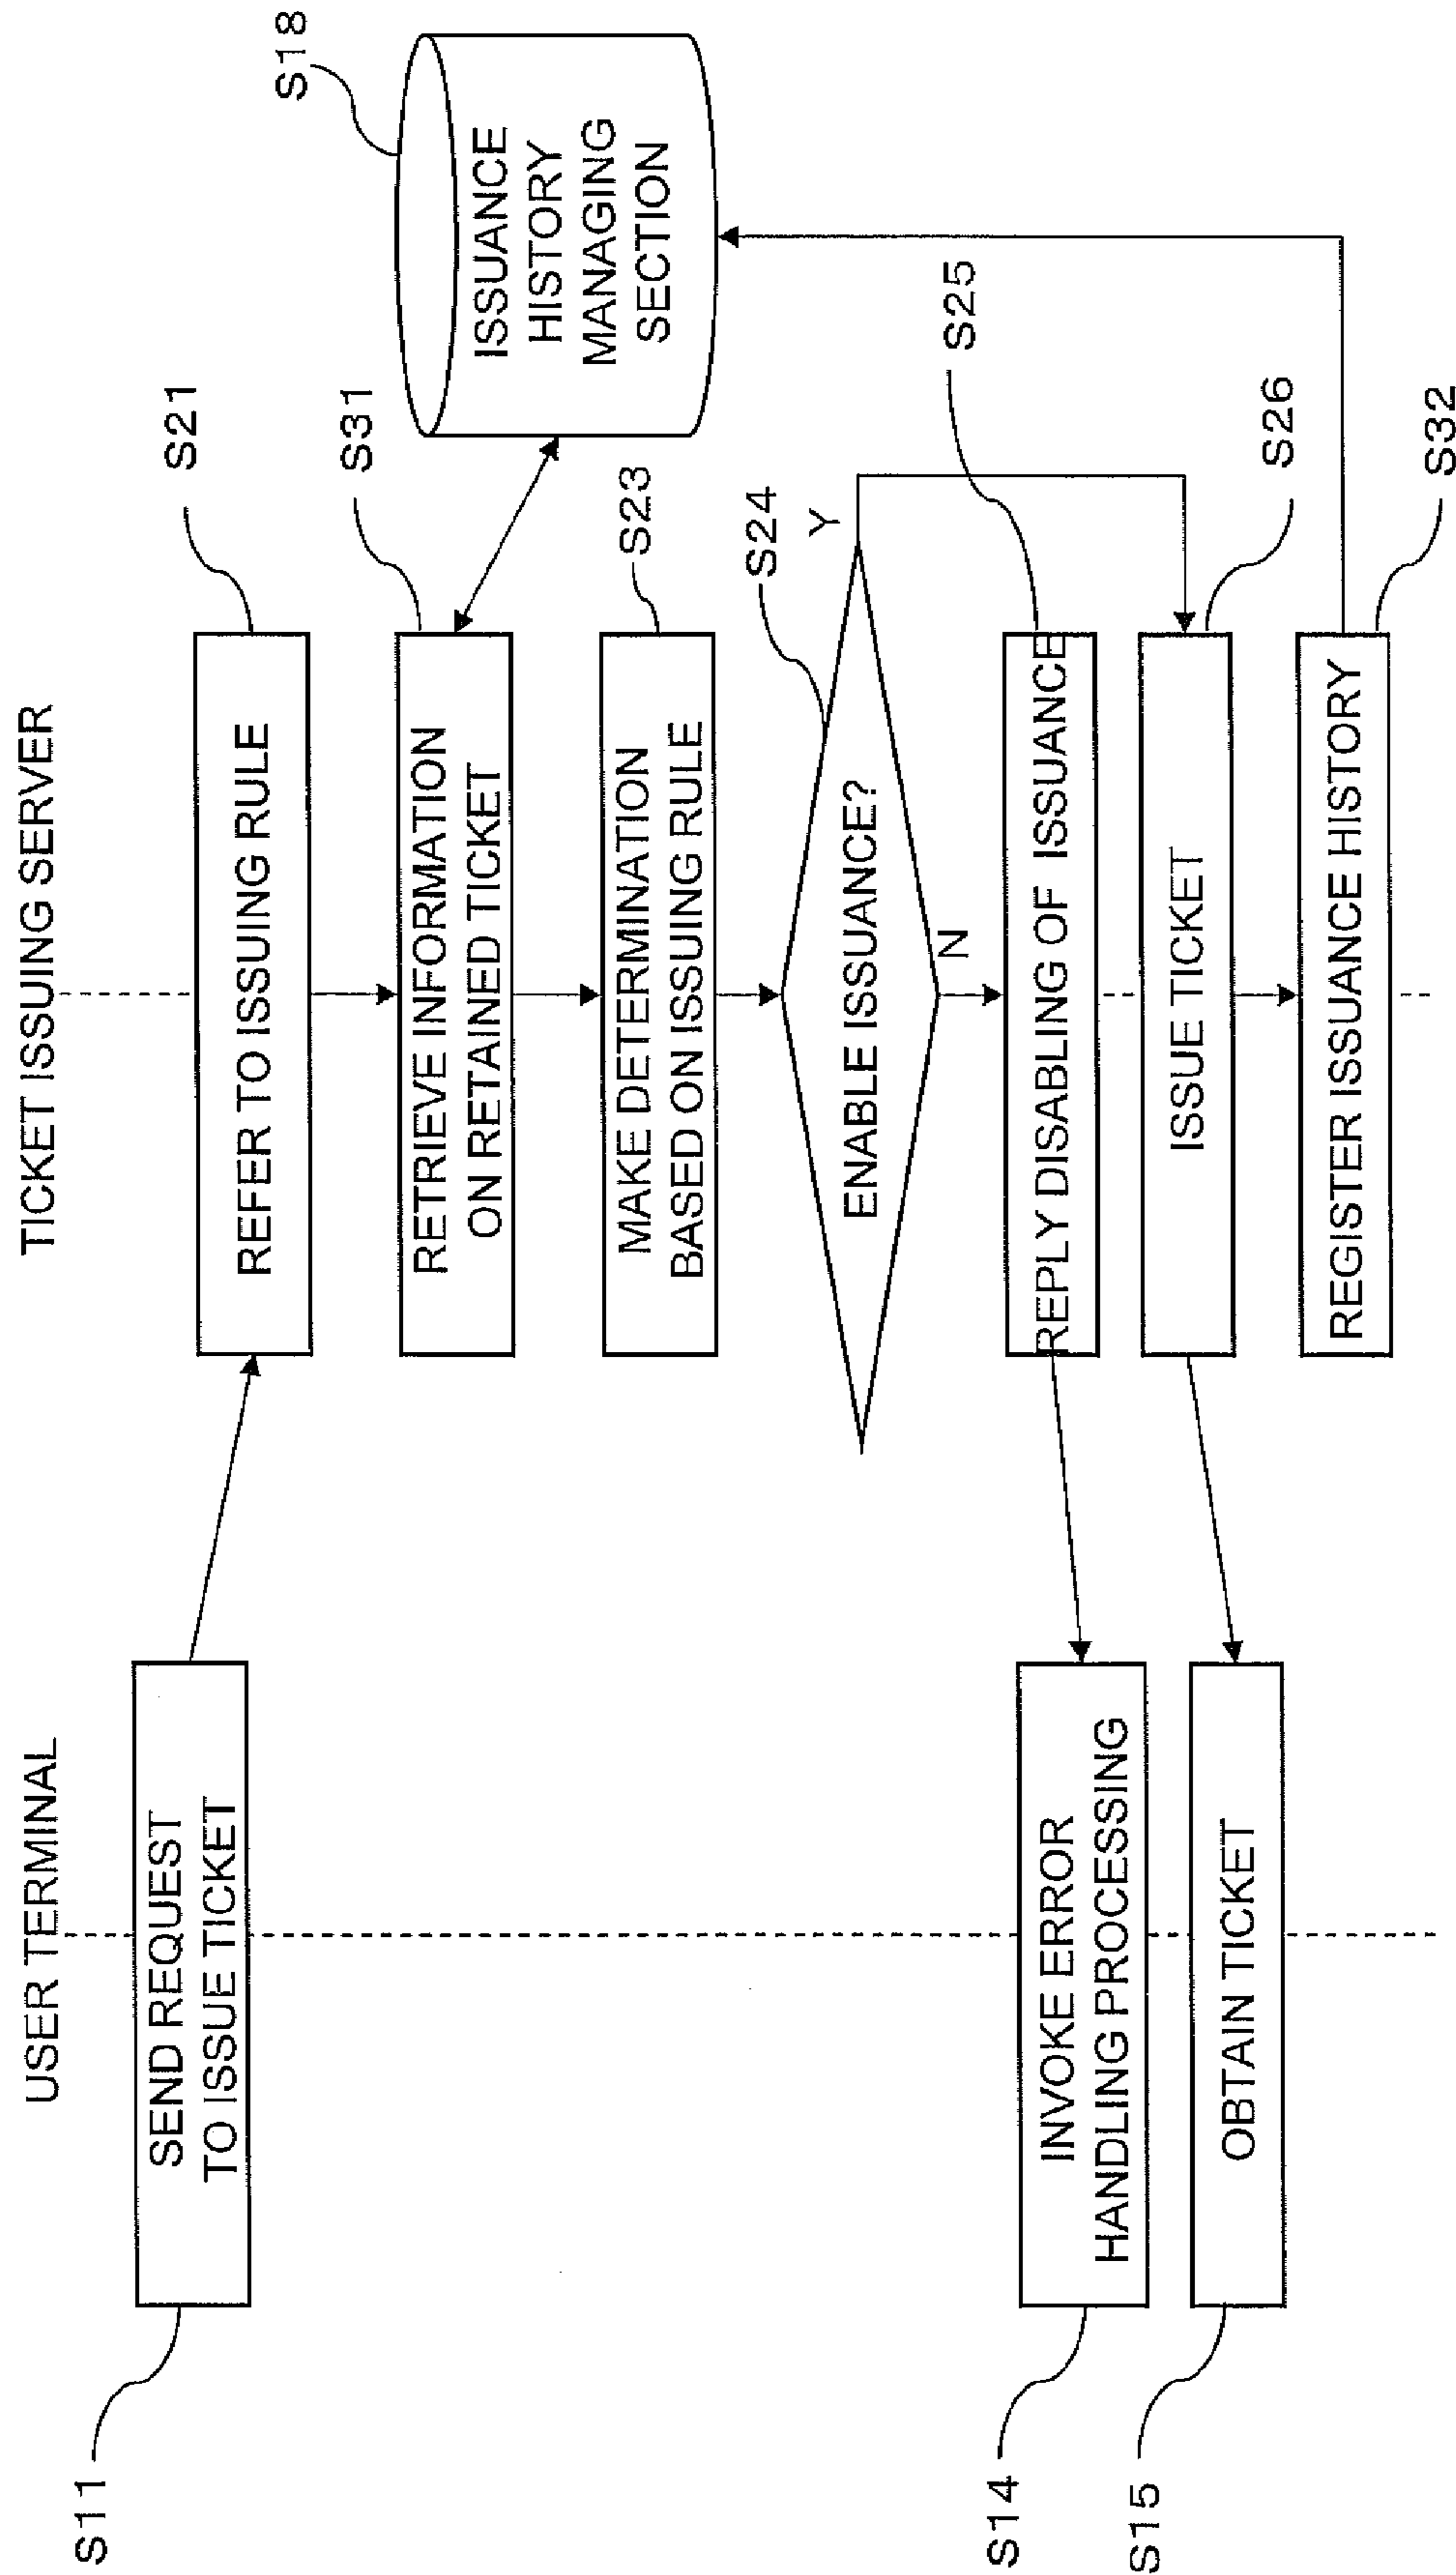 USER TERMINAL
TICKET ISSUING SERVER
S11
SEND REQUEST
TO ISSUE TICKET
REFER TO ISSUING RULE
S21
RETRIEVE INFORMATION
ON RETAINED TICKET
S31
S18
ISSUANCE
HISTORY
MANAGING
SECTION
MAKE DETERMINATION
BASED ON ISSUING RULE
S23
ENABLE ISSUANCE?
S24
Y
N
S14
INVOKE ERROR
HANDLING PROCESSING
REPLY DISABLING OF ISSUANCE
S25
S15
OBTAIN TICKET
ISSUE TICKET
S26
REGISTER ISSUANCE HISTORY
S32